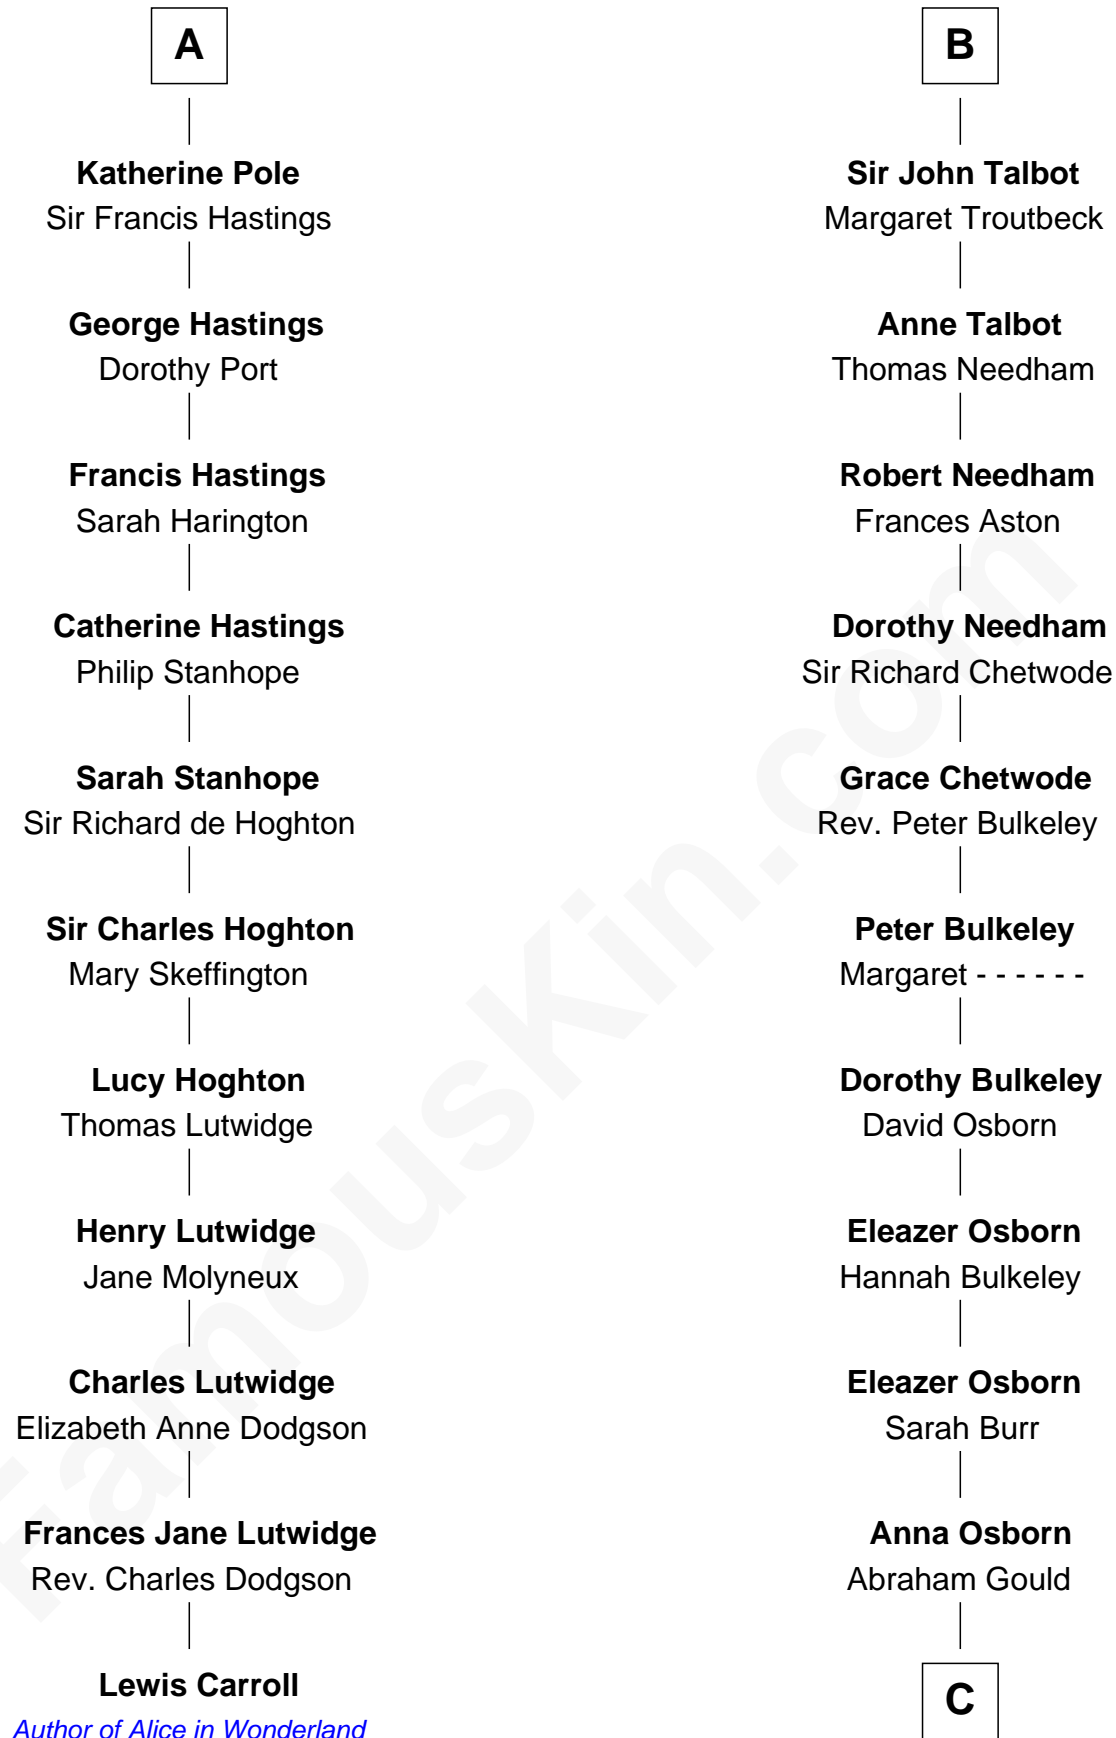 A
Katherine Pole
Sir Francis Hastings
George Hastings
Dorothy Port
Francis Hastings
Sarah Harington
Catherine Hastings
Philip Stanhope
Sarah Stanhope
Sir Richard de Hoghton
Sir Charles Hoghton
Mary Skeffington
Lucy Hoghton
Thomas Lutwidge
Henry Lutwidge
Jane Molyneux
Charles Lutwidge
Elizabeth Anne Dodgson
Frances Jane Lutwidge
Rev. Charles Dodgson
Lewis Carroll
Author of Alice in Wonderland
B
Sir John Talbot
Margaret Troutbeck
Anne Talbot
Thomas Needham
Robert Needham
Frances Aston
Dorothy Needham
Sir Richard Chetwode
Grace Chetwode
Rev. Peter Bulkeley
Peter Bulkeley
Margaret - - - - - -
Dorothy Bulkeley
David Osborn
Eleazer Osborn
Hannah Bulkeley
Eleazer Osborn
Sarah Burr
Anna Osborn
Abraham Gould
C
FamousKin.com